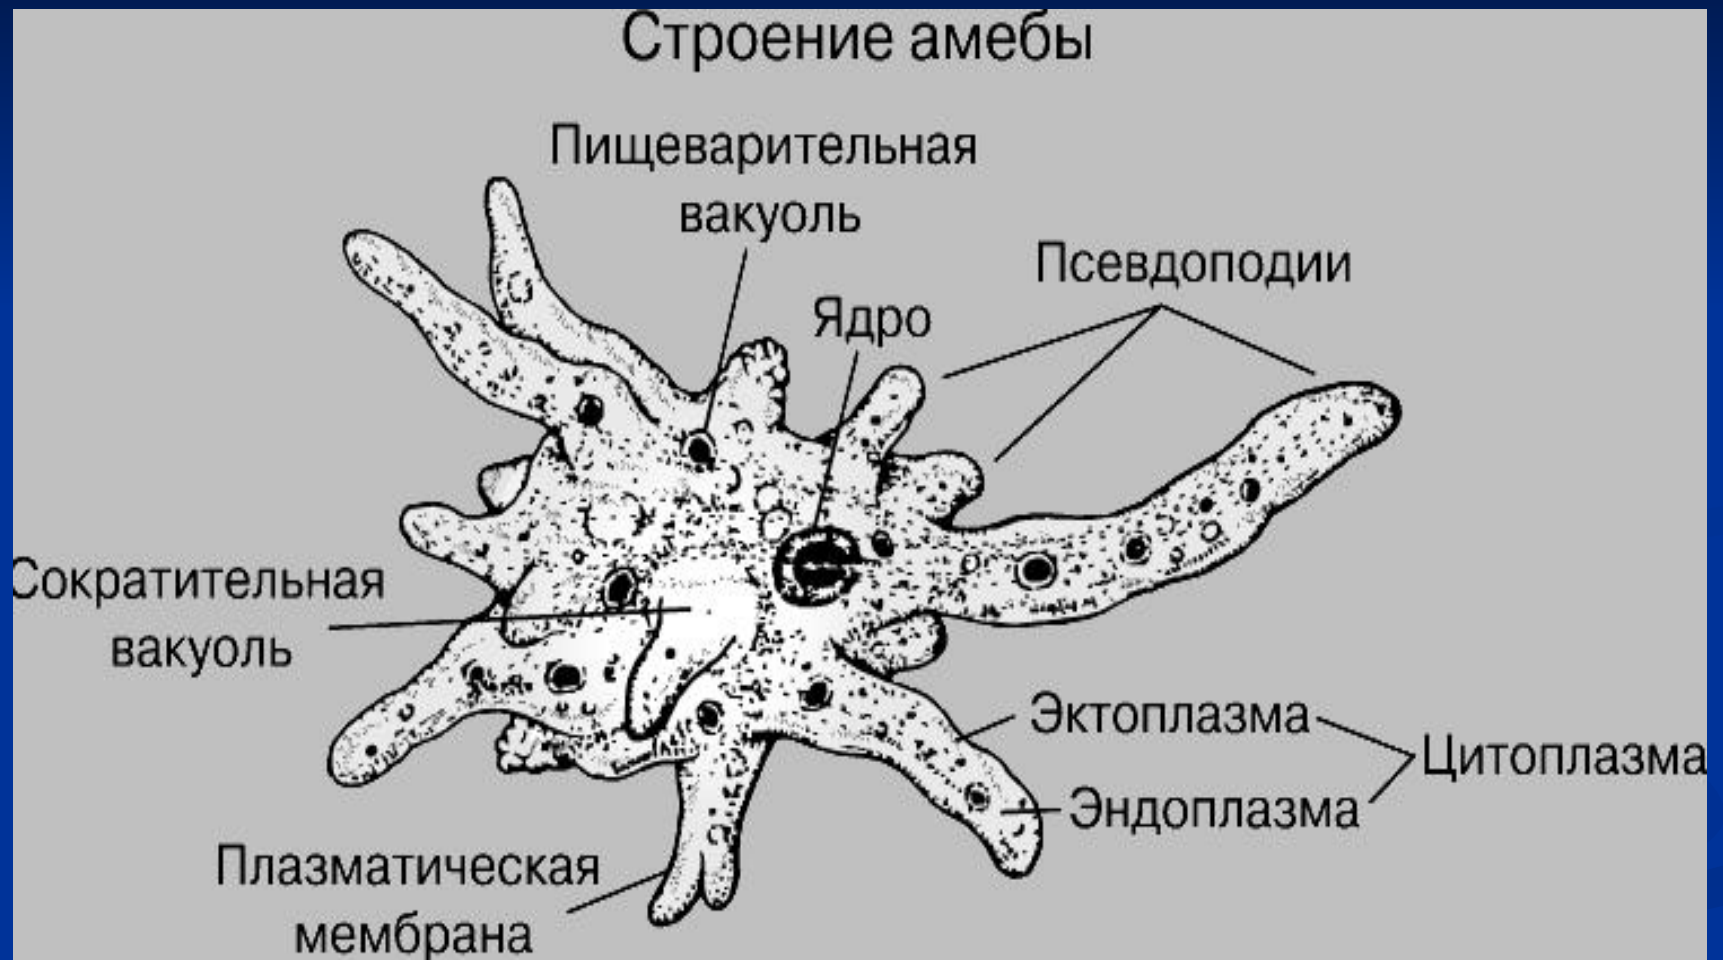 Строение амебы
Пищеварительная
вакуоль
Псевдоподии
Ядро
Сократительная
вакуоль
Эктоплазма
Цитоплазма
Эндоплазма
Плазматическая
мембрана